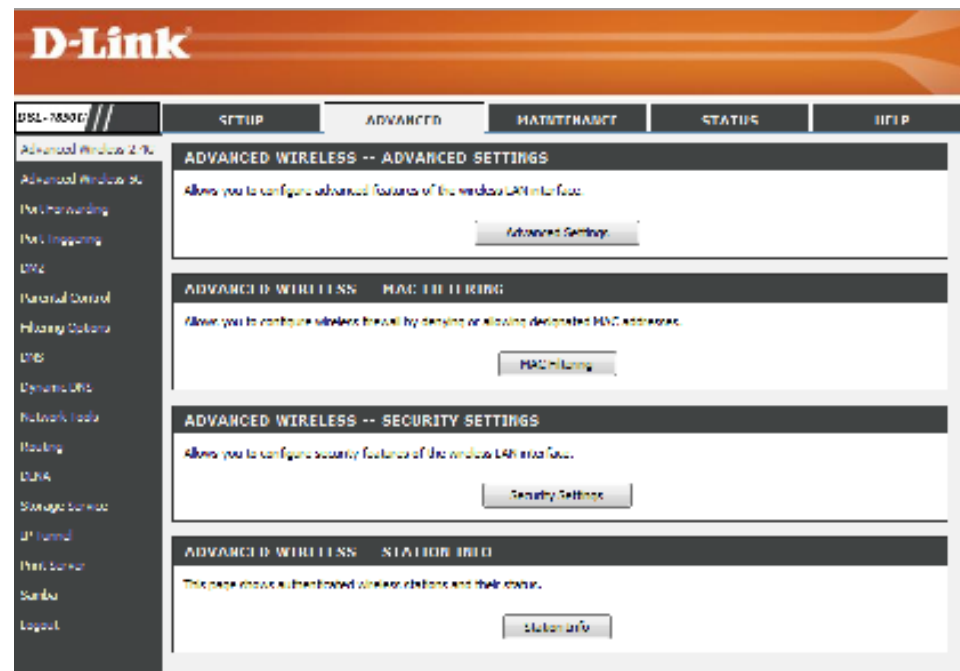 D-Link
SETUP ADVANCED MAINTENANCE STATUS HELP
Advanced Wireless 2.4G
Advanced Wireless 5G
Port Forwarding
Port Triggering
DMZ
Parental Control
Filtering Options
DNS
Dynamic DNS
Network Tools
Routing
DLNA
Storage Service
IP Tunnel
Print Server
Samba
Logout
ADVANCED WIRELESS -- ADVANCED SETTINGS
Allows you to configure advanced features of the wireless LAN interface.
Advanced Settings
ADVANCED WIRELESS -- MAC FILTERING
Allows you to configure wireless firewall by denying or allowing designated MAC addresses.
MAC Filtering
ADVANCED WIRELESS -- SECURITY SETTINGS
Allows you to configure security features of the wireless LAN interface.
Security Settings
ADVANCED WIRELESS -- STATION INFO
This page shows authenticated wireless stations and their status.
Station Info